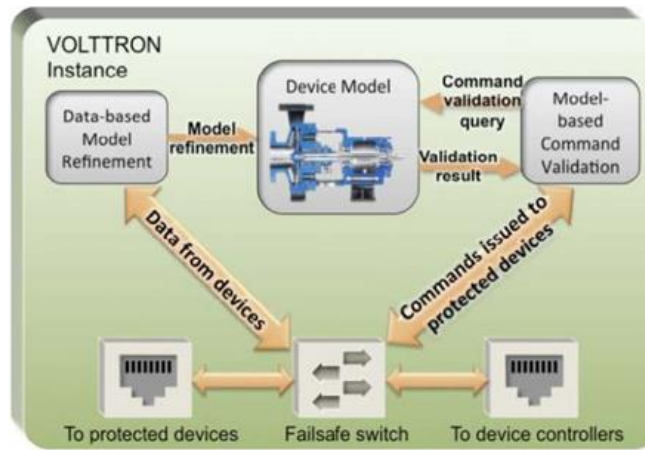 VOLTTRON
Instance
Data-based
Model
Refinement
Model
refinement
Device Model
Command
validation
query
Validation
result
Model-
based
Command
Validation
Data from devices
Commands issued to
protected devices
To protected devices
Failsafe switch
To device controllers